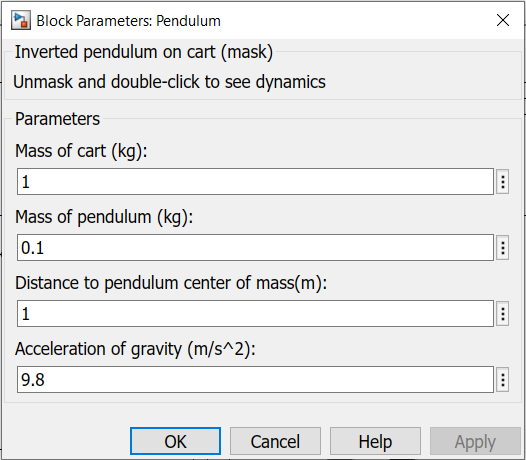 Block Parameters: Pendulum
Inverted pendulum on cart (mask)
Unmask and double-click to see dynamics
Parameters
Mass of cart (kg):
1
Mass of pendulum (kg):
0.1
Distance to pendulum center of mass(m):
1
Acceleration of gravity (m/s^2):
9.8
OK Cancel Help Apply